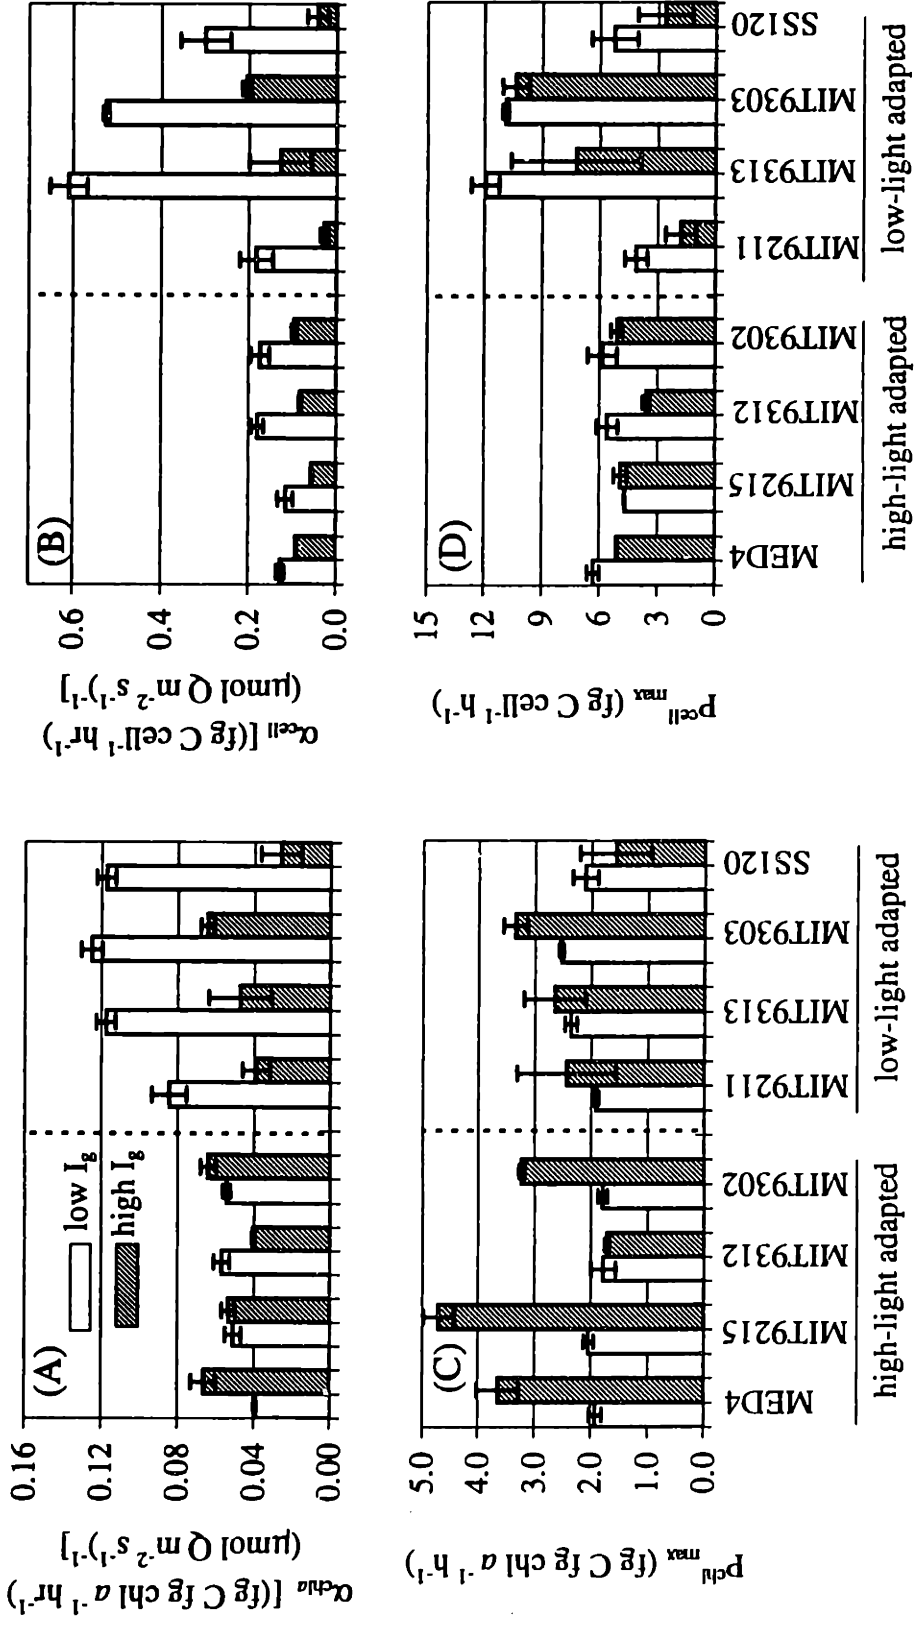 (A)
low I_g
high I_g
0.16
0.12
0.08
0.04
0.00
α_chl a [(fg C fg chl a⁻¹ hr⁻¹)
(µmol Q m⁻² s⁻¹)⁻¹]
(B)
0.6
0.4
0.2
0.0
α_cell [(fg C cell⁻¹ hr⁻¹)
(µmol Q m⁻² s⁻¹)⁻¹]
(C)
5.0
4.0
3.0
2.0
1.0
0.0
P^chl_max (fg C fg chl a⁻¹ h⁻¹)
MED4
MIT9215
MIT9312
MIT9302
MIT9211
MIT9313
MIT9303
SS120
high-light adapted
low-light adapted
(D)
15
12
9
6
3
0
P^cell_max (fg C cell⁻¹ h⁻¹)
MED4
MIT9215
MIT9312
MIT9302
MIT9211
MIT9313
MIT9303
SS120
high-light adapted
low-light adapted